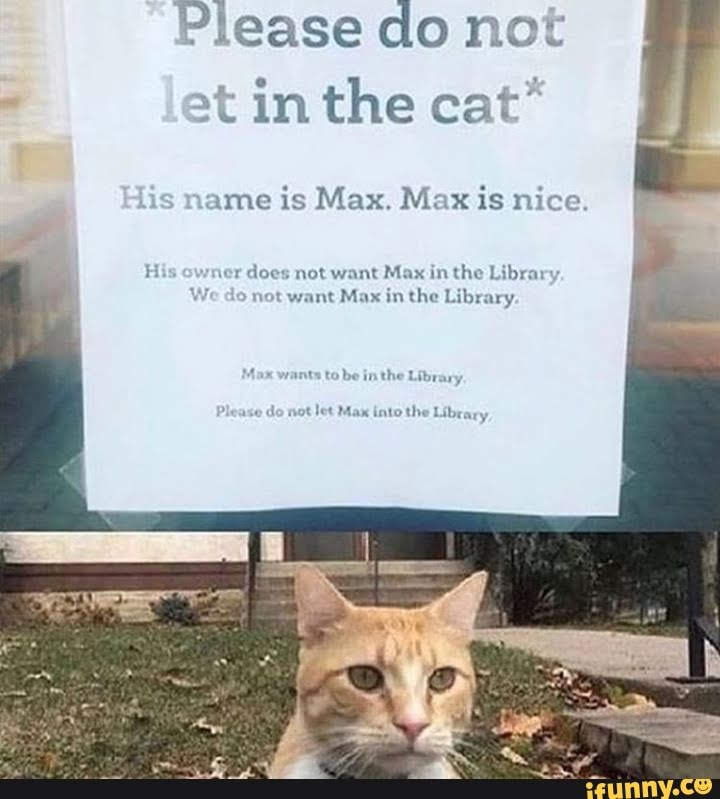 *Please do not
let in the cat*
His name is Max. Max is nice.
His owner does not want Max in the Library.
We do not want Max in the Library.
Max wants to be in the Library.
Please do not let Max into the Library.
ifunny.co